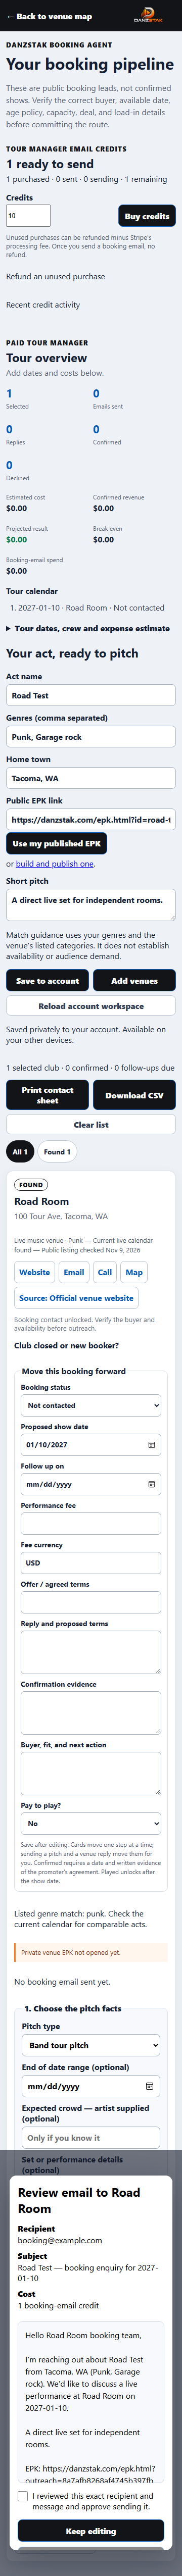 ← Back to venue map
DANZSTAK
DANZSTAK BOOKING AGENT
Your booking pipeline
These are public booking leads, not confirmed
shows. Verify the correct buyer, available date,
age policy, capacity, deal, and load-in details
before committing the route.
TOUR MANAGER EMAIL CREDITS
1 ready to send
1 purchased · 0 sent · 0 sending · 1 remaining
Credits
10
Buy credits
Unused purchases can be refunded minus Stripe's
processing fee. Once you send a booking email, no
refund.
Refund an unused purchase
Recent credit activity
PAID TOUR MANAGER
Tour overview
Add dates and costs below.
1
0
Selected
Emails sent
0
0
Replies
Confirmed
0
Declined
Estimated cost
Confirmed revenue
$0.00
$0.00
Projected result
Break even
$0.00
$0.00
Booking-email spend
$0.00
Tour calendar
1. 2027-01-10 · Road Room · Not contacted
▶ Tour dates, crew and expense estimate
Your act, ready to pitch
Act name
Road Test
Genres (comma separated)
Punk, Garage rock
Home town
Tacoma, WA
Public EPK link
https://danzstak.com/epk.html?id=road-t
Use my published EPK
or build and publish one.
Short pitch
A direct live set for independent rooms.
Match guidance uses your genres and the
venue's listed categories. It does not establish
availability or audience demand.
Save to account
Add venues
Reload account workspace
Saved privately to your account. Available on
your other devices.
1 selected club · 0 confirmed · 0 follow-ups due
Print contact
sheet
Download CSV
Clear list
All 1
Found 1
FOUND
Road Room
100 Tour Ave, Tacoma, WA
Live music venue · Punk — Current live calendar
found — Public listing checked Nov 9, 2026
Website
Email
Call
Map
Source: Official venue website
Booking contact unlocked. Verify the buyer and
availability before outreach.
Club closed or new booker?
Move this booking forward
Booking status
Not contacted
Proposed show date
01/10/2027
Follow up on
mm/dd/yyyy
Performance fee
Fee currency
USD
Offer / agreed terms
Reply and proposed terms
Confirmation evidence
Buyer, fit, and next action
Pay to play?
No
Save after editing. Cards move one step at a time;
sending a pitch and a venue reply move them for
you. Confirmed requires a date and written evidence
of the promoter's agreement. Played unlocks after
the show date.
Listed genre match: punk. Check the
current calendar for comparable acts.
Private venue EPK not opened yet.
No booking email sent yet.
1. Choose the pitch facts
Pitch type
Band tour pitch
End of date range (optional)
mm/dd/yyyy
Expected crowd — artist supplied
(optional)
Only if you know it
Set or performance details
(optional)
Review email to Road
Room
Recipient
booking@example.com
Subject
Road Test — booking enquiry for 2027-
01-10
Cost
1 booking-email credit
Hello Road Room booking team,
I'm reaching out about Road Test
from Tacoma, WA (Punk, Garage
rock). We'd like to discuss a live
performance at Road Room on
2027-01-10.
A direct live set for independent
rooms.
EPK: https://danzstak.com/epk.html?
I reviewed this exact recipient and
message and approve sending it.
Keep editing